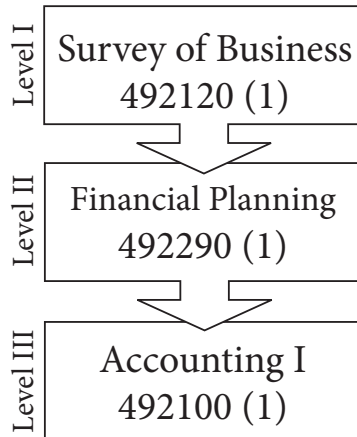 Level I
Survey of Business
492120 (1)
Level II
Financial Planning
492290 (1)
Level III
Accounting I
492100 (1)